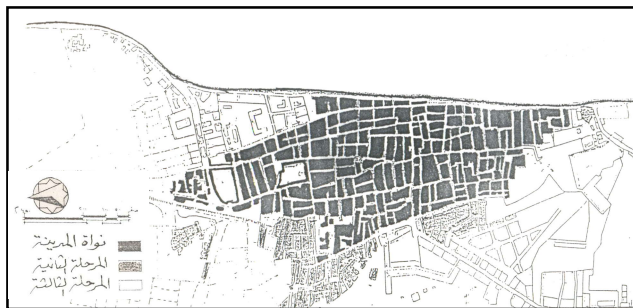 نواة المدينة
المرحلة الثانية
المرحلة الثالثة